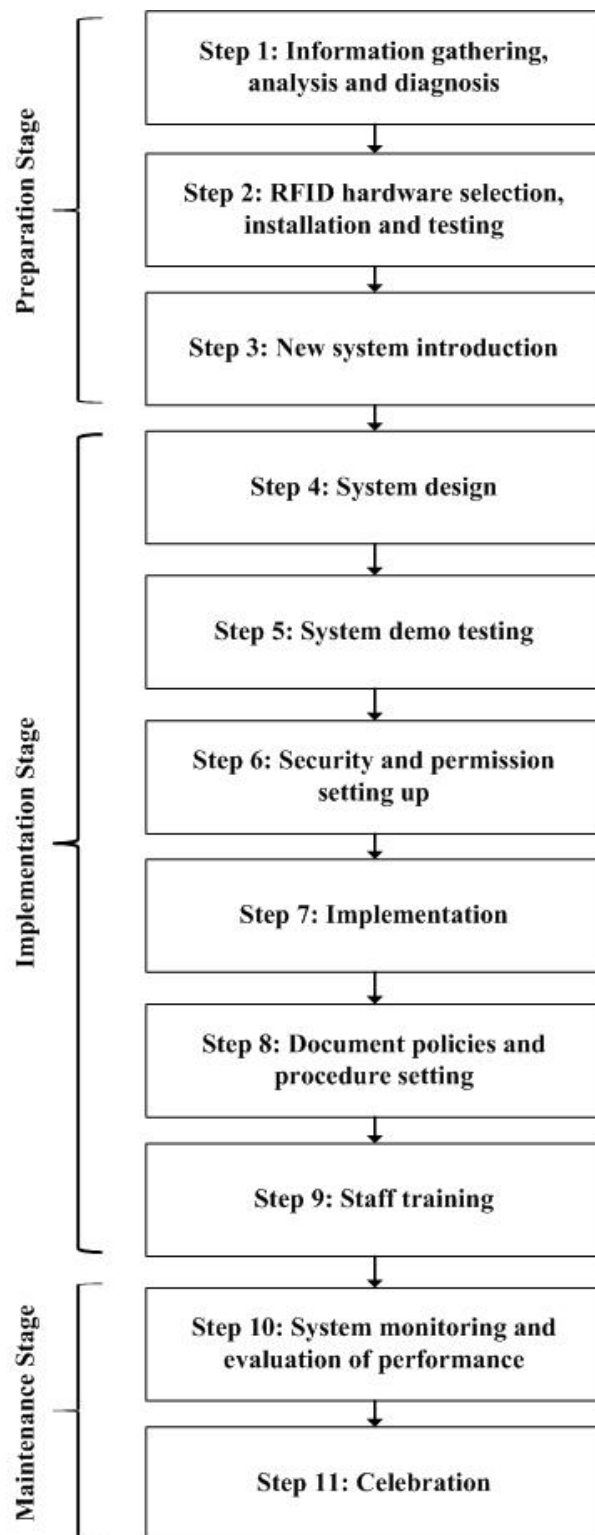 Preparation Stage
Step 1: Information gathering,
analysis and diagnosis
Step 2: RFID hardware selection,
installation and testing
Step 3: New system introduction
Implementation Stage
Step 4: System design
Step 5: System demo testing
Step 6: Security and permission
setting up
Step 7: Implementation
Step 8: Document policies and
procedure setting
Step 9: Staff training
Maintenance Stage
Step 10: System monitoring and
evaluation of performance
Step 11: Celebration